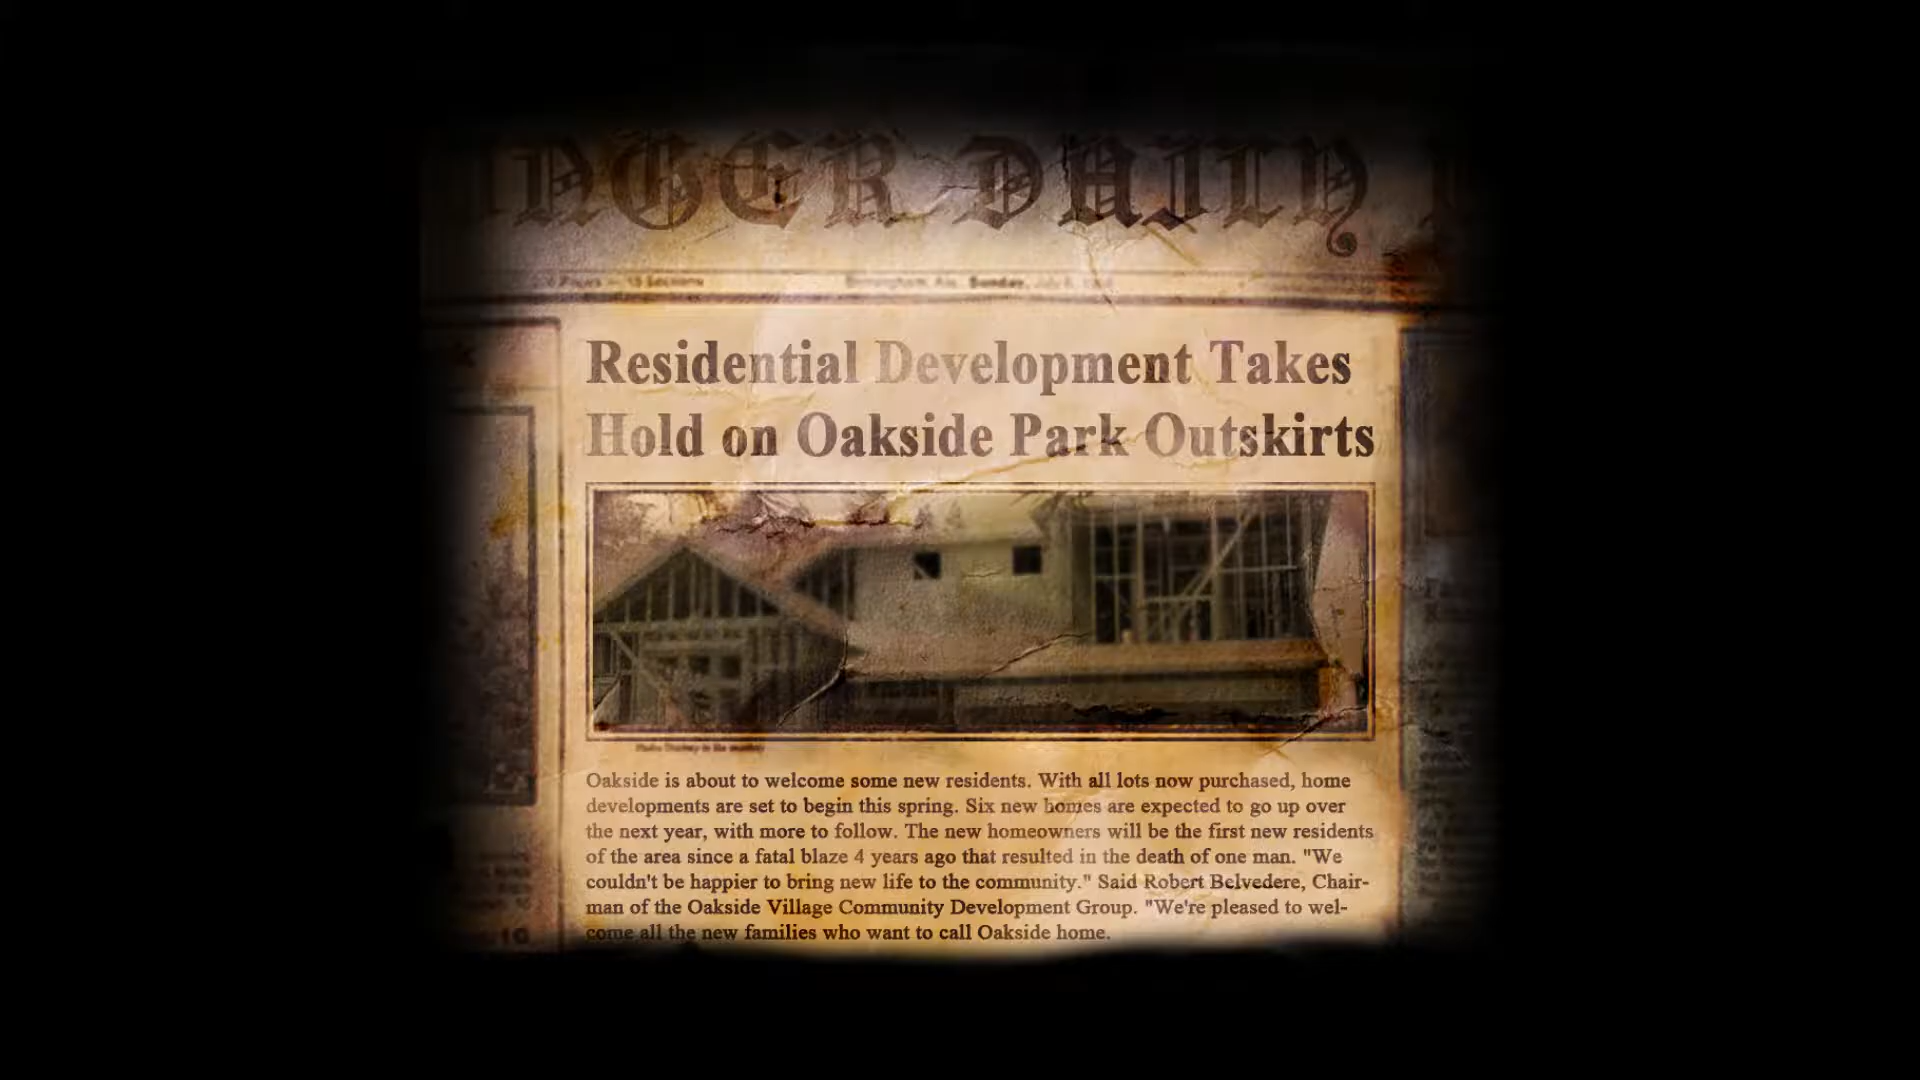 NGER DAILY
Residential Development Takes
Hold on Oakside Park Outskirts
Oakside is about to welcome some new residents. With all lots now purchased, home
developments are set to begin this spring. Six new homes are expected to go up over
the next year, with more to follow. The new homeowners will be the first new residents
of the area since a fatal blaze 4 years ago that resulted in the death of one man. "We
couldn't be happier to bring new life to the community." Said Robert Belvedere, Chair-
man of the Oakside Village Community Development Group. "We're pleased to wel-
come all the new families who want to call Oakside home.